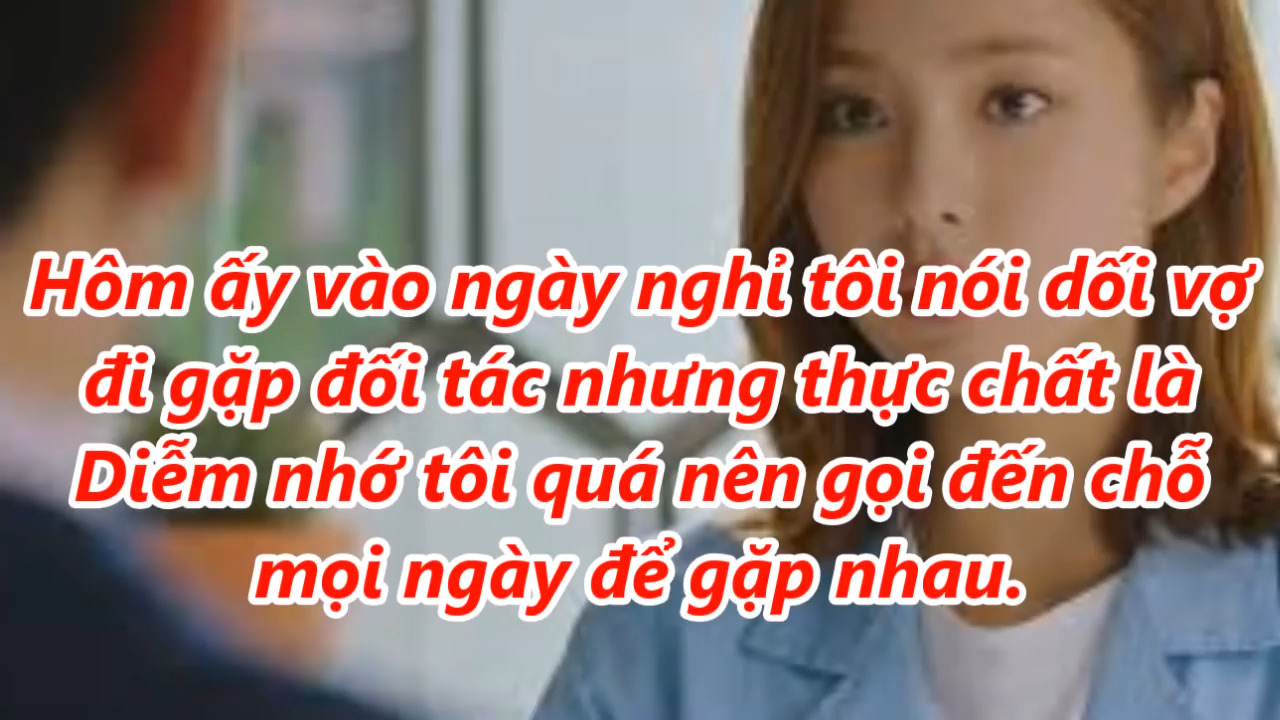 Hôm ấy vào ngày nghỉ tôi nói dối vợ
đi gặp đối tác nhưng thực chất là
Diễm nhớ tôi quá nên gọi đến chỗ
mọi ngày để gặp nhau.